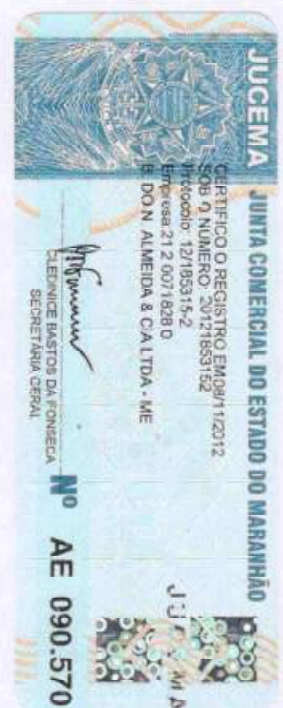 JUCEMA
JUNTA COMERCIAL DO ESTADO DO MARANHÃO
CERTIFICO O REGISTRO EM 08/11/2012
SOB O NÚMERO: 20121853152
Protocolo: 12/185315-2
Empresa: 21 2 0071828 0
B. DO N ALMEIDA & CIA LTDA - ME
CLEDNICE BASTOS DA FONSECA
SECRETÁRIA GERAL
Nº AE 090.570